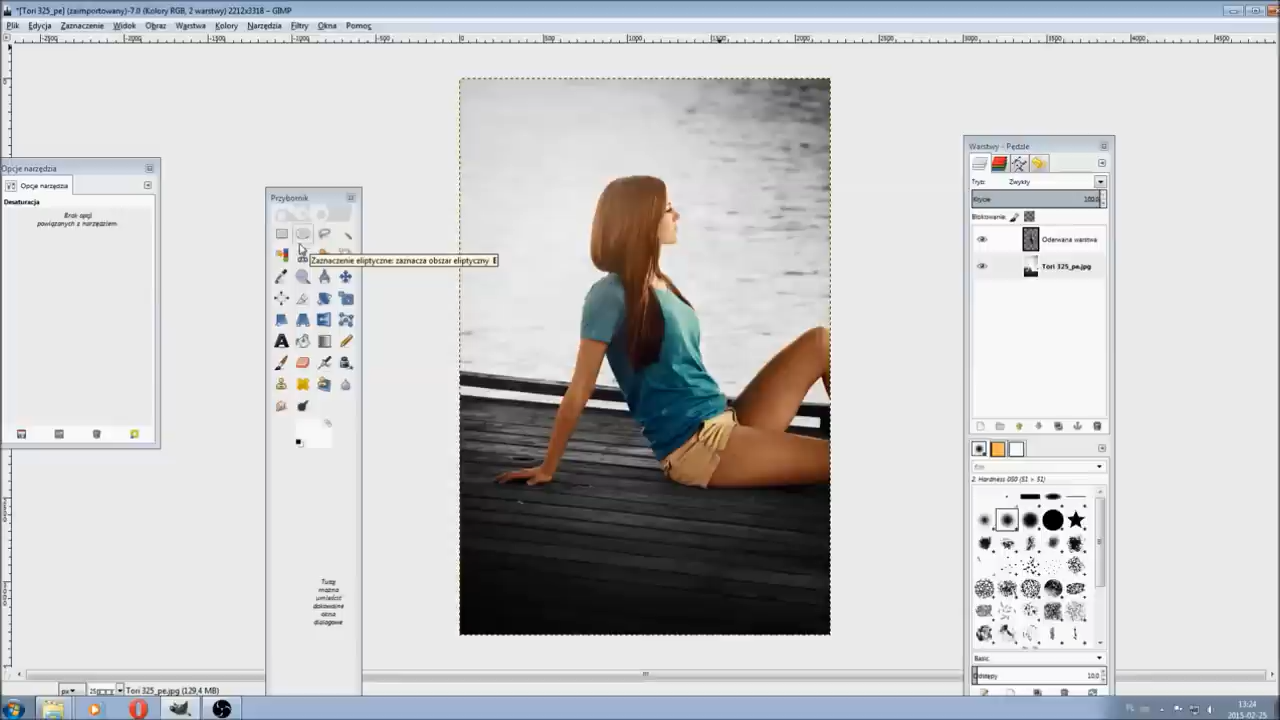 *[Tori 325_pe] (zaimportowany)-7.0 (Kolory RGB, 2 warstwy) 2212x3318 – GIMP
Plik Edycja Zaznaczenie Widok Obraz Warstwa Kolory Narzędzia Filtry Okna Pomoc
Opcje narzędzia
Opcje narzędzia
Desaturacja
Brak opcji
powiązanych z narzędziem
Przybornik
Zaznaczenie eliptyczne: zaznacza obszar eliptyczny E
Tutaj
można
umieścić
dokowalne
okna
dialogowe
Warstwy - Pędzle
Tryb: Zwykły
Krycie 100,0
Blokowanie:
Oderwana warstwa
Tori 325_pe.jpg
2. Hardness 050 (51 × 51)
Basic
Odstępy 10,0
px Tori 325_pe.jpg (129,4 MB)
13:24
2015-02-25